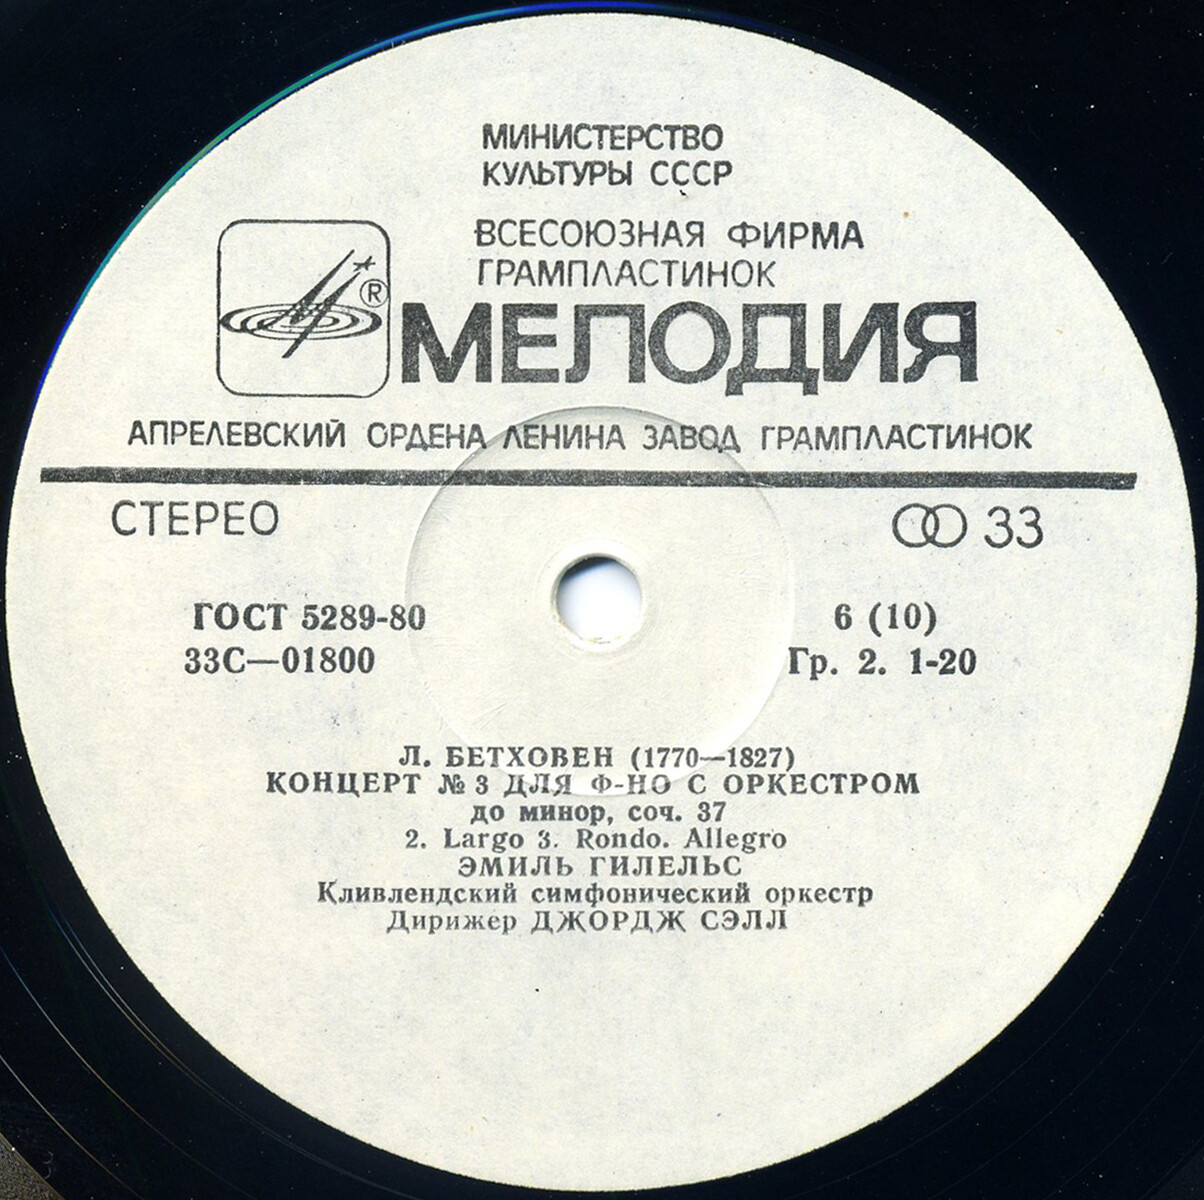 МИНИСТЕРСТВО
КУЛЬТУРЫ СССР
ВСЕСОЮЗНАЯ ФИРМА
ГРАМПЛАСТИНОК
®
МЕЛОДИЯ
АПРЕЛЕВСКИЙ ОРДЕНА ЛЕНИНА ЗАВОД ГРАМПЛАСТИНОК
СТЕРЕО 33
ГОСТ 5289-80 6 (10)
33С—01800 Гр. 2. 1-20
Л. БЕТХОВЕН (1770—1827)
КОНЦЕРТ № 3 ДЛЯ Ф-НО С ОРКЕСТРОМ
до минор, соч. 37
2. Largo 3. Rondo. Allegro
ЭМИЛЬ ГИЛЕЛЬС
Кливлендский симфонический оркестр
Дирижер ДЖОРДЖ СЭЛЛ